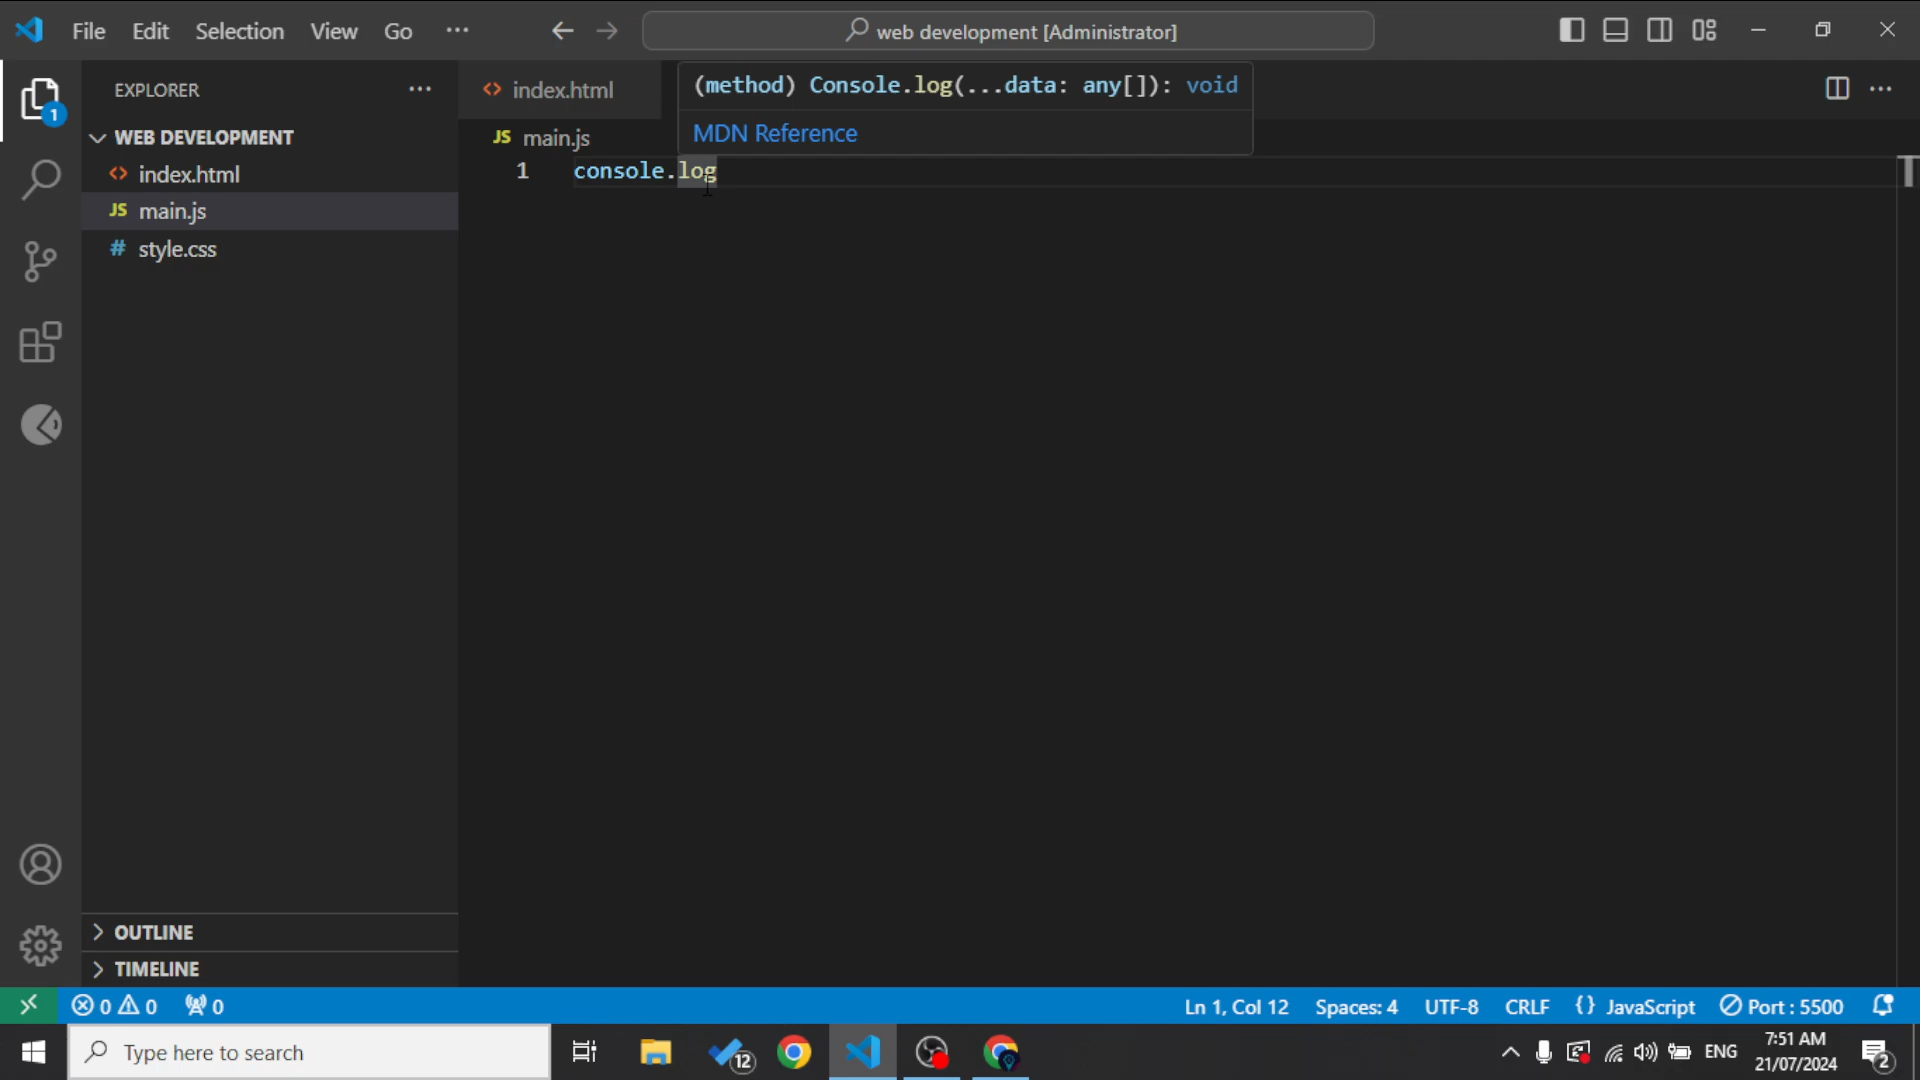 File Edit Selection View Go ···
web development [Administrator]
EXPLORER ···
1
WEB DEVELOPMENT
<> index.html
JS main.js
# style.css
<> index.html
(method) Console.log(...data: any[]): void
MDN Reference
JS main.js
1 console.log
OUTLINE
TIMELINE
0 0 0
Ln 1, Col 12 Spaces: 4 UTF-8 CRLF {} JavaScript Port : 5500
Type here to search
12
ENG
7:51 AM
21/07/2024
2